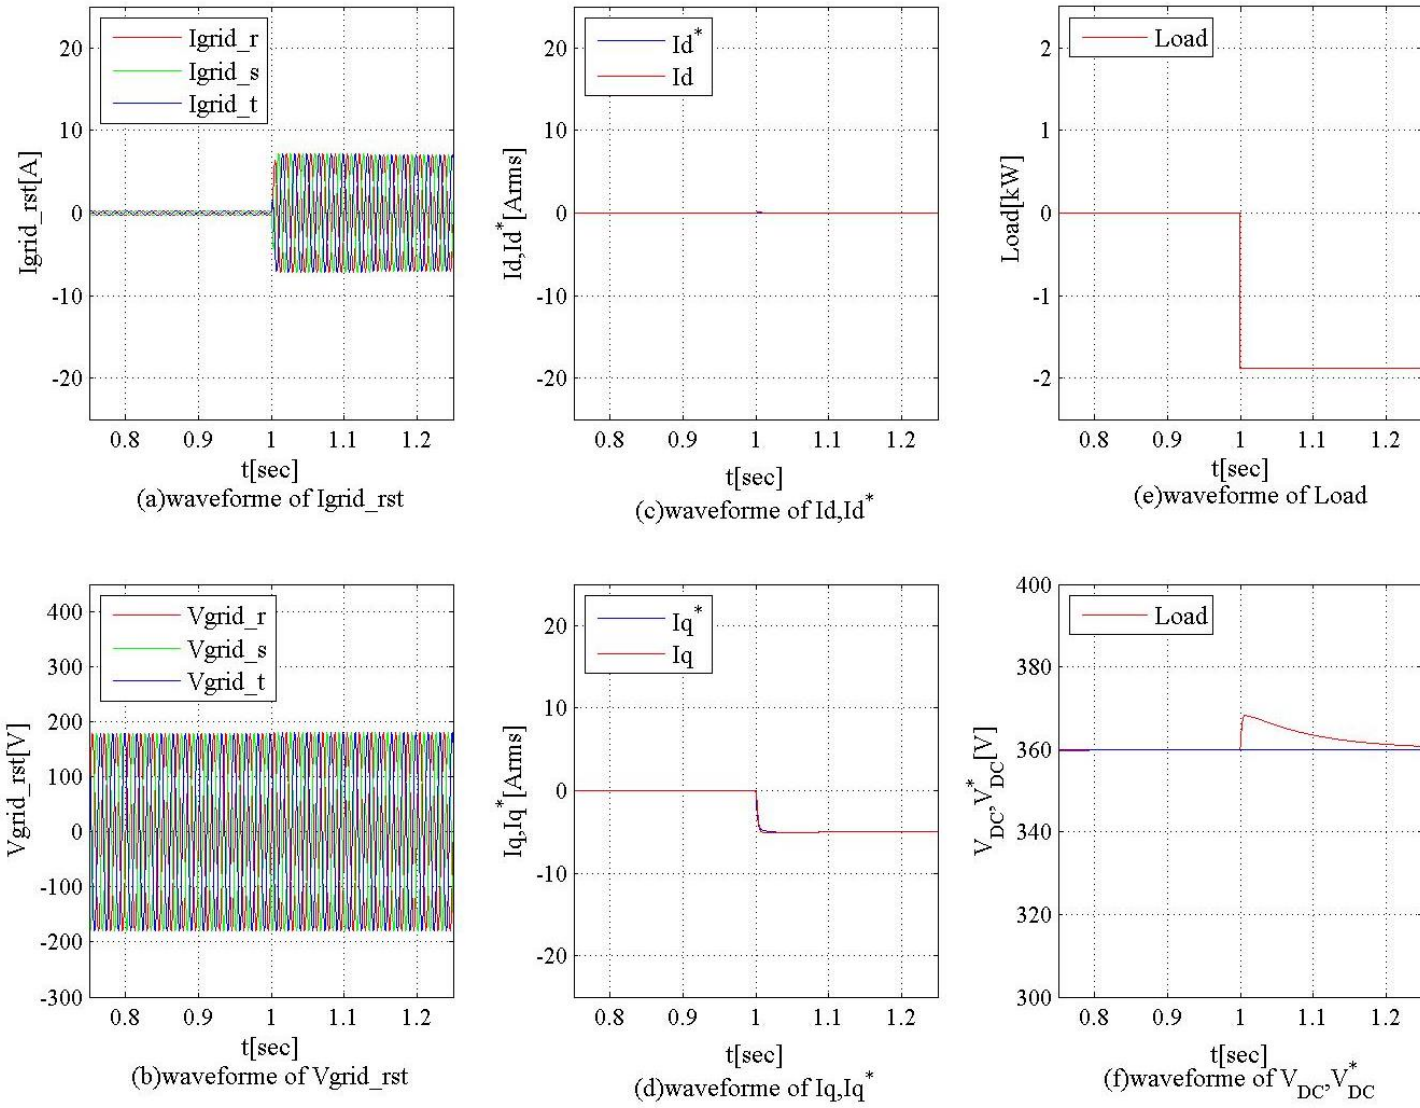 Igrid_r
Igrid_s
Igrid_t
20
10
0
-10
-20
Igrid_rst[A]
0.8 0.9 1 1.1 1.2
t[sec]
(a)waveforme of Igrid_rst
Id*
Id
20
10
0
-10
-20
Id,Id*[Arms]
0.8 0.9 1 1.1 1.2
t[sec]
(c)waveforme of Id,Id*
Load
2
1
0
-1
-2
Load[kW]
0.8 0.9 1 1.1 1.2
t[sec]
(e)waveforme of Load
Vgrid_r
Vgrid_s
Vgrid_t
400
300
200
100
0
-100
-200
-300
Vgrid_rst[V]
0.8 0.9 1 1.1 1.2
t[sec]
(b)waveforme of Vgrid_rst
Iq*
Iq
20
10
0
-10
-20
Iq,Iq*[Arms]
0.8 0.9 1 1.1 1.2
t[sec]
(d)waveforme of Iq,Iq*
Load
400
380
360
340
320
300
VDC,V*DC[V]
0.8 0.9 1 1.1 1.2
t[sec]
(f)waveforme of VDC,V*DC